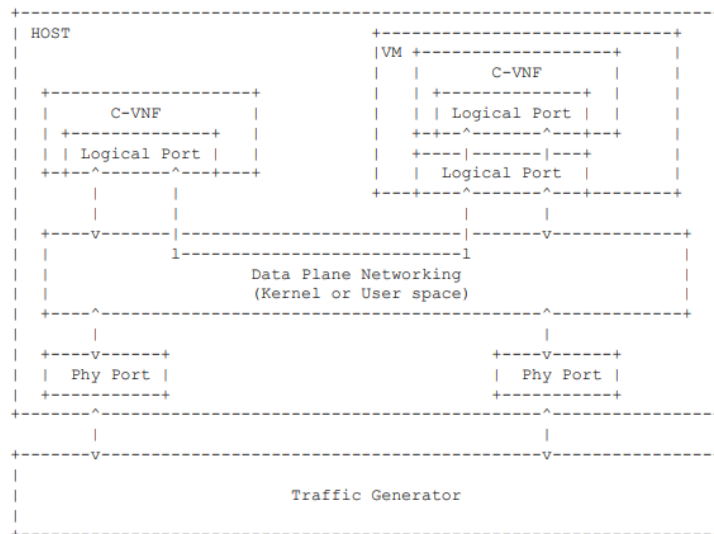 HOST
VM
C-VNF
C-VNF
Logical Port
Logical Port
Logical Port
Data Plane Networking
(Kernel or User space)
Phy Port Phy Port
Traffic Generator